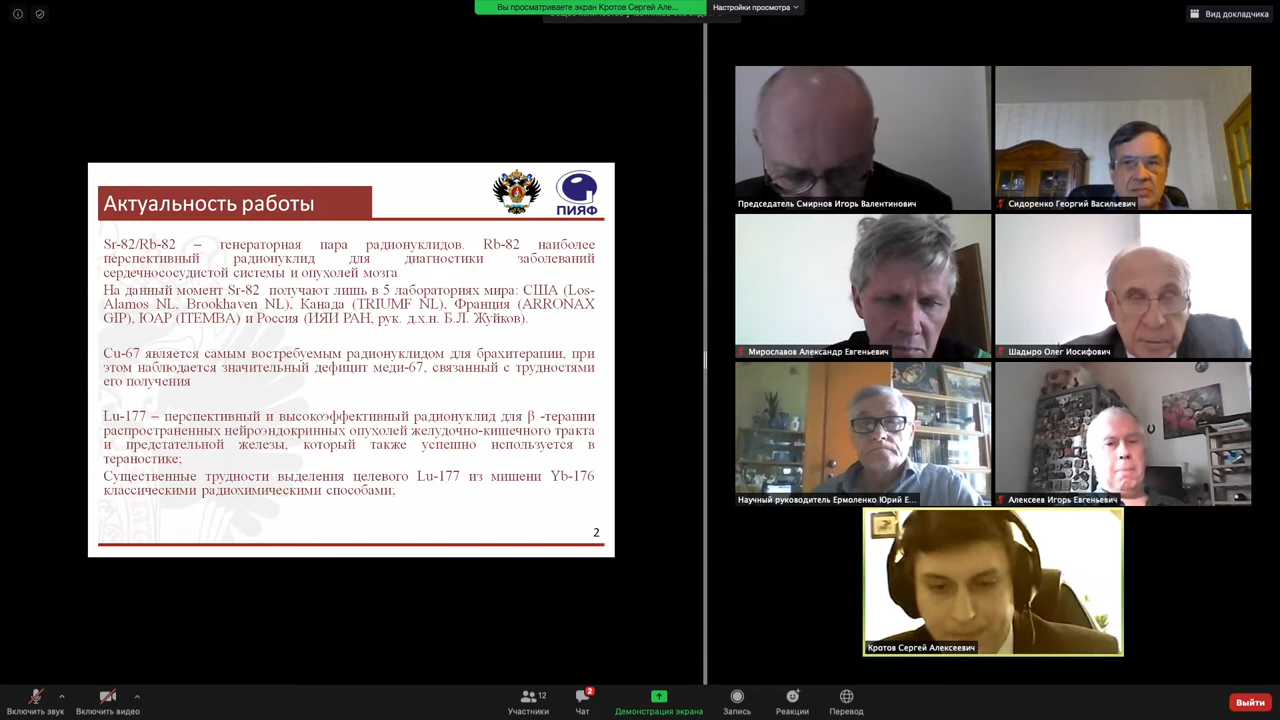 Вы просматриваете экран Кротов Сергей Але...
Настройки просмотра
Вид докладчика
Актуальность работы
ПИЯФ
Sr-82/Rb-82 – генераторная пара радионуклидов. Rb-82 наиболее
перспективный радионуклид для диагностики заболеваний
сердечнососудистой системы и опухолей мозга
На данный момент Sr-82 получают лишь в 5 лабораториях мира: США (Los-
Alamos NL, Brookhaven NL), Канада (TRIUMF NL), Франция (ARRONAX
GIP), ЮАР (ITEMBA) и Россия (ИЯИ РАН, рук. д.х.н. Б.Л. Жуйков).
Cu-67 является самым востребуемым радионуклидом для брахитерапии, при
этом наблюдается значительный дефицит меди-67, связанный с трудностями
его получения
Lu-177 – перспективный и высокоэффективный радионуклид для β -терапии
распространенных нейроэндокринных опухолей желудочно-кишечного тракта
и предстательной железы, который также успешно используется в
тераностике;
Существенные трудности выделения целевого Lu-177 из мишени Yb-176
классическими радиохимическими способами;
2
Председатель Смирнов Игорь Валентинович
Сидоренко Георгий Васильевич
Мирославов Александр Евгеньевич
Шадыро Олег Иосифович
Научный руководитель Ермоленко Юрий Е...
Алексеев Игорь Евгеньевич
Кротов Сергей Алексеевич
Включить звук
Включить видео
12
Участники
2
Чат
Демонстрация экрана
Запись
Реакции
Перевод
Выйти